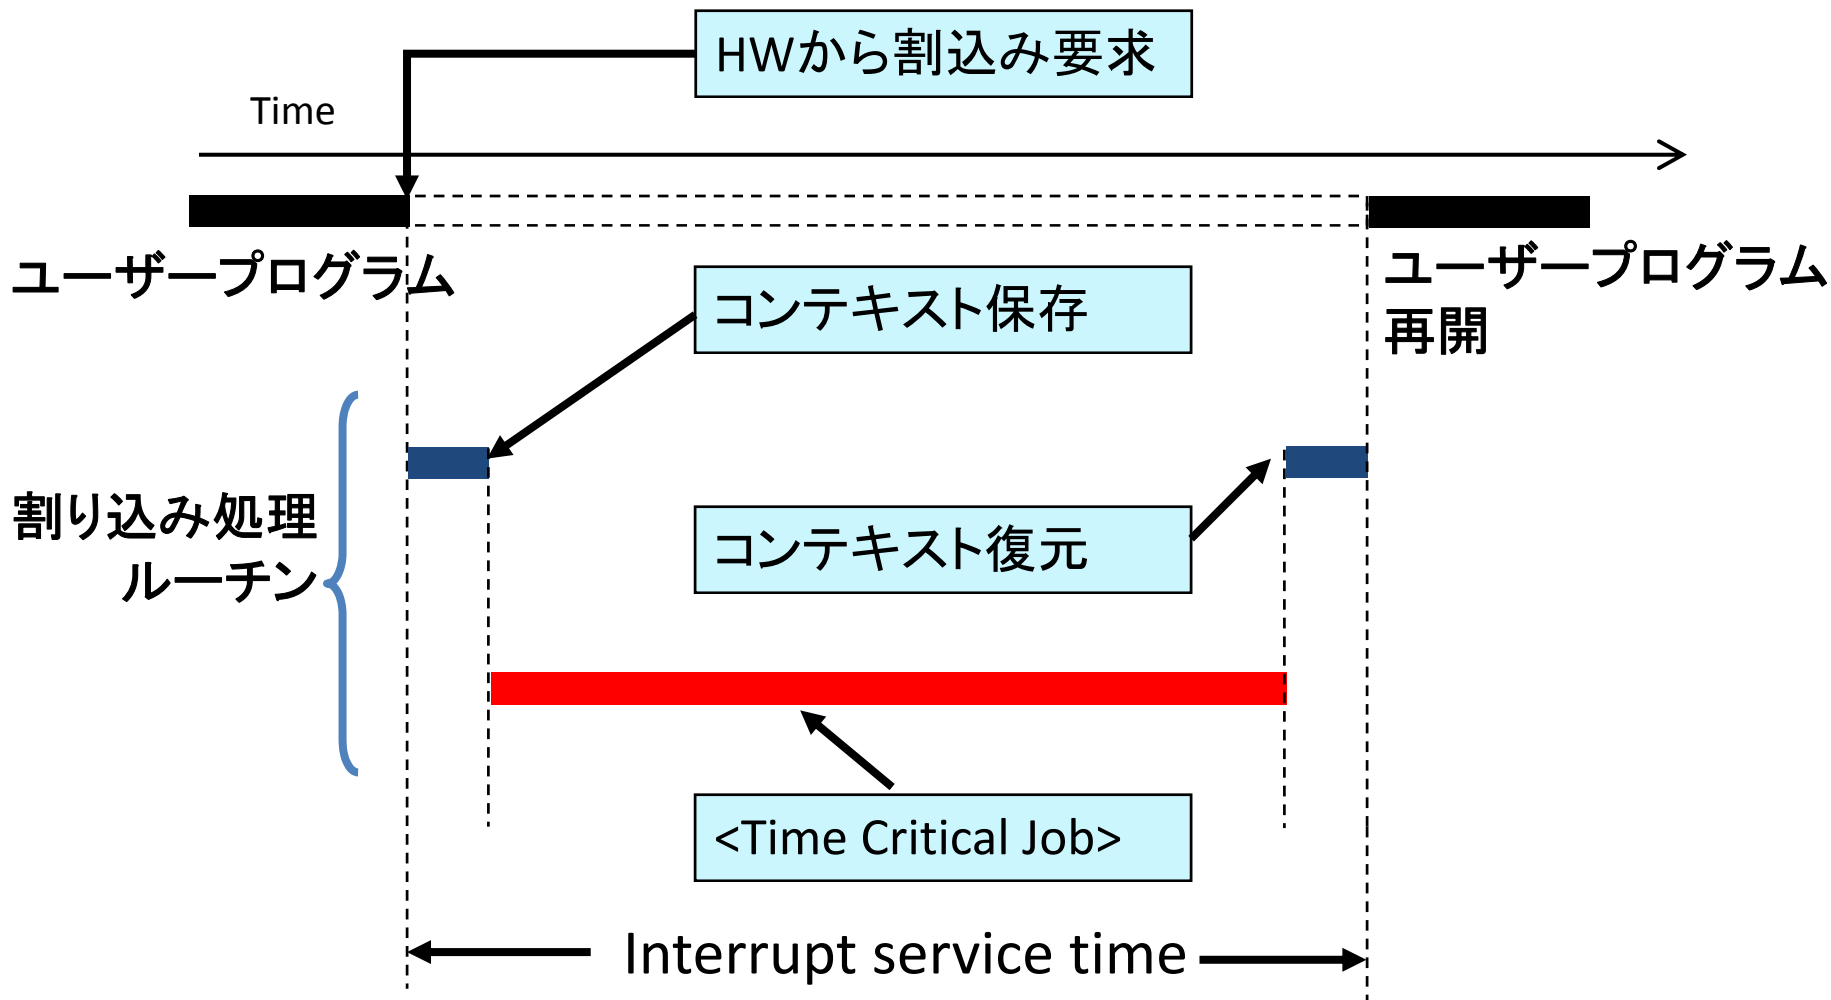 HWから割込み要求
Time
ユーザープログラム
ユーザープログラム
再開
コンテキスト保存
割り込み処理
ルーチン
コンテキスト復元
<Time Critical Job>
Interrupt service time